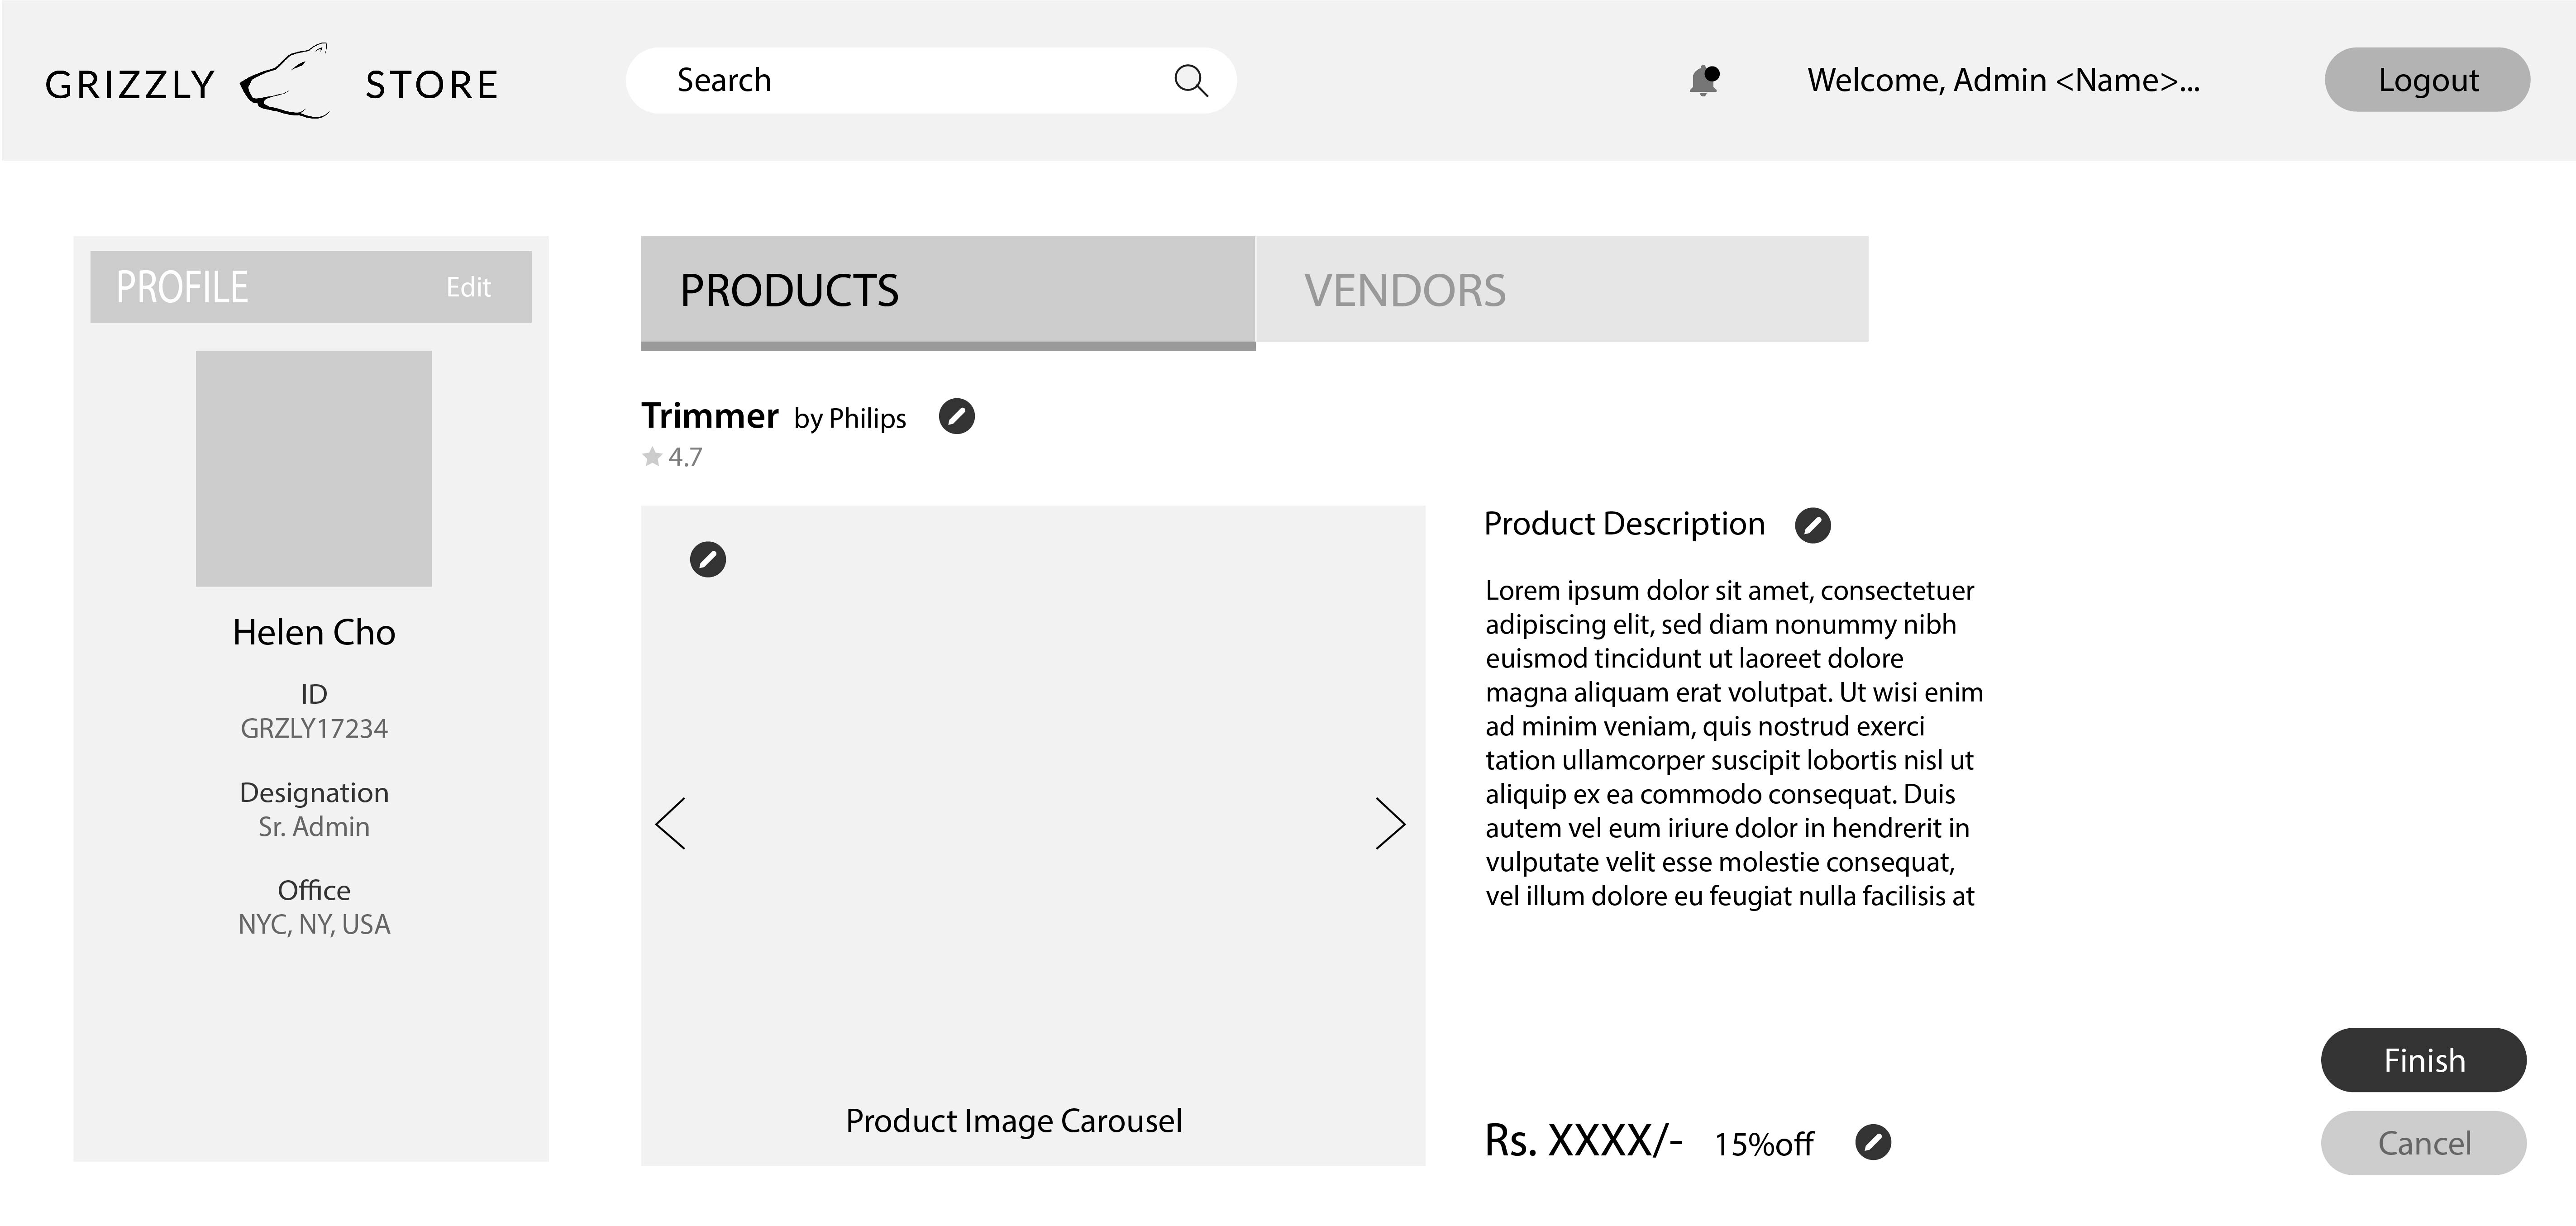 GRIZZLY STORE
Search
Welcome, Admin <Name>...
Logout
PROFILE
Edit
Helen Cho
ID
GRZLY17234
Designation
Sr. Admin
Office
NYC, NY, USA
PRODUCTS
VENDORS
Trimmer by Philips
4.7
Product Image Carousel
Product Description
Lorem ipsum dolor sit amet, consectetuer
adipiscing elit, sed diam nonummy nibh
euismod tincidunt ut laoreet dolore
magna aliquam erat volutpat. Ut wisi enim
ad minim veniam, quis nostrud exerci
tation ullamcorper suscipit lobortis nisl ut
aliquip ex ea commodo consequat. Duis
autem vel eum iriure dolor in hendrerit in
vulputate velit esse molestie consequat,
vel illum dolore eu feugiat nulla facilisis at
Rs. XXXX/- 15%off
Finish
Cancel